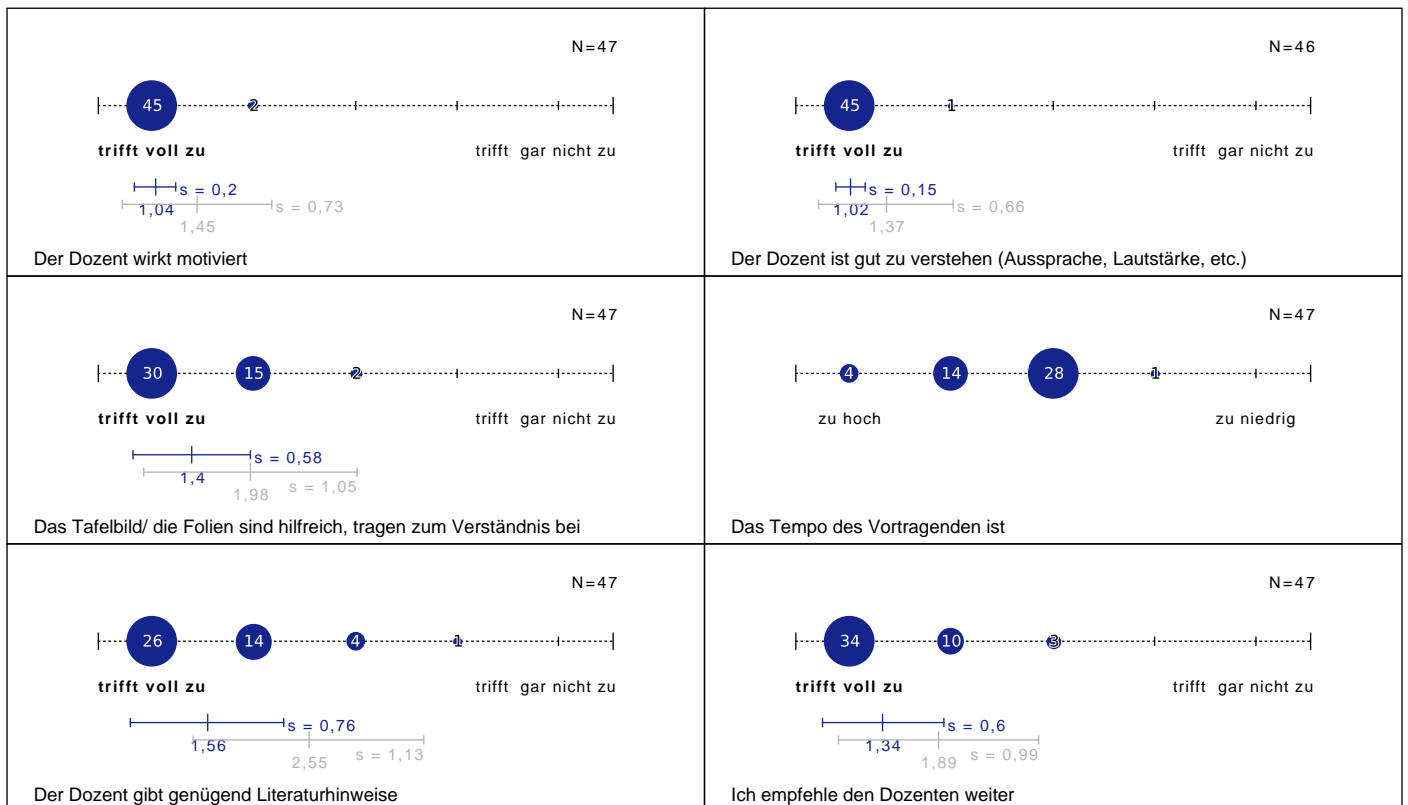 N=47
45 2
trifft voll zu trifft gar nicht zu
s = 0,2
1,04 s = 0,73
1,45
Der Dozent wirkt motiviert
N=46
45 1
trifft voll zu trifft gar nicht zu
s = 0,15
1,02 s = 0,66
1,37
Der Dozent ist gut zu verstehen (Aussprache, Lautstärke, etc.)
N=47
30 15 2
trifft voll zu trifft gar nicht zu
s = 0,58
1,4
1,98 s = 1,05
Das Tafelbild/ die Folien sind hilfreich, tragen zum Verständnis bei
N=47
4 14 28 1
zu hoch zu niedrig
Das Tempo des Vortragenden ist
N=47
26 14 4 1
trifft voll zu trifft gar nicht zu
s = 0,76
1,56
2,55 s = 1,13
Der Dozent gibt genügend Literaturhinweise
N=47
34 10 3
trifft voll zu trifft gar nicht zu
s = 0,6
1,34
1,89 s = 0,99
Ich empfehle den Dozenten weiter